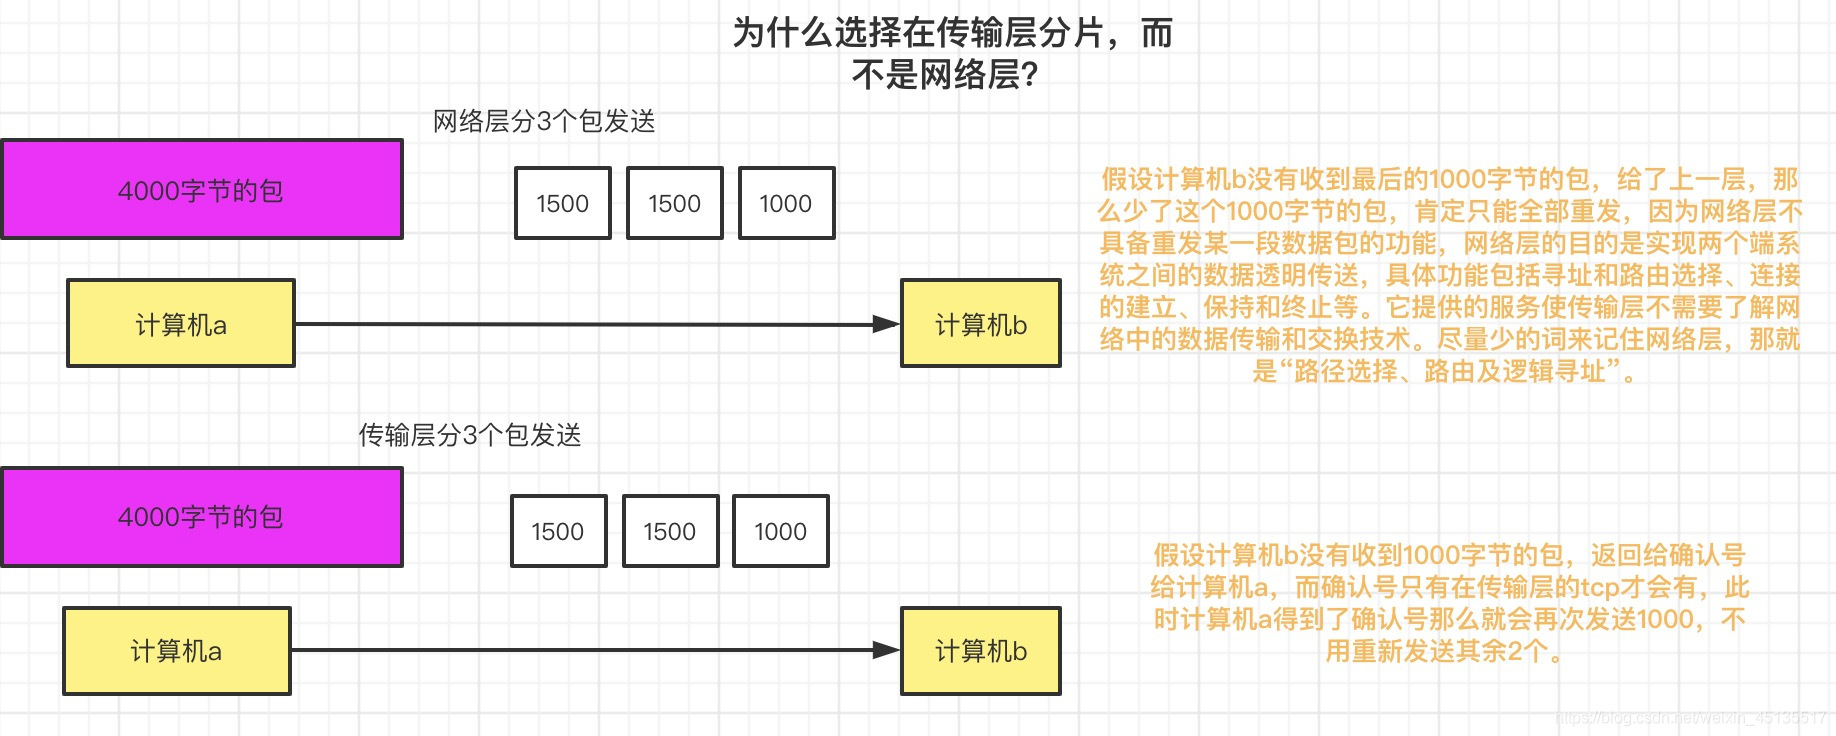 为什么选择在传输层分片，而
不是网络层？
网络层分3个包发送
4000字节的包
1500
1500
1000
计算机a
计算机b
假设计算机b没有收到最后的1000字节的包，给了上一层，那
么少了这个1000字节的包，肯定只能全部重发，因为网络层不
具备重发某一段数据包的功能，网络层的目的是实现两个端系
统之间的数据透明传送，具体功能包括寻址和路由选择、连接
的建立、保持和终止等。它提供的服务使传输层不需要了解网
络中的数据传输和交换技术。尽量少的词来记住网络层，那就
是“路径选择、路由及逻辑寻址”。
传输层分3个包发送
4000字节的包
1500
1500
1000
计算机a
计算机b
假设计算机b没有收到1000字节的包，返回给确认号
给计算机a，而确认号只有在传输层的tcp才会有，此
时计算机a得到了确认号那么就会再次发送1000，不
用重新发送其余2个。
https://blog.csdn.net/weixin_45135517